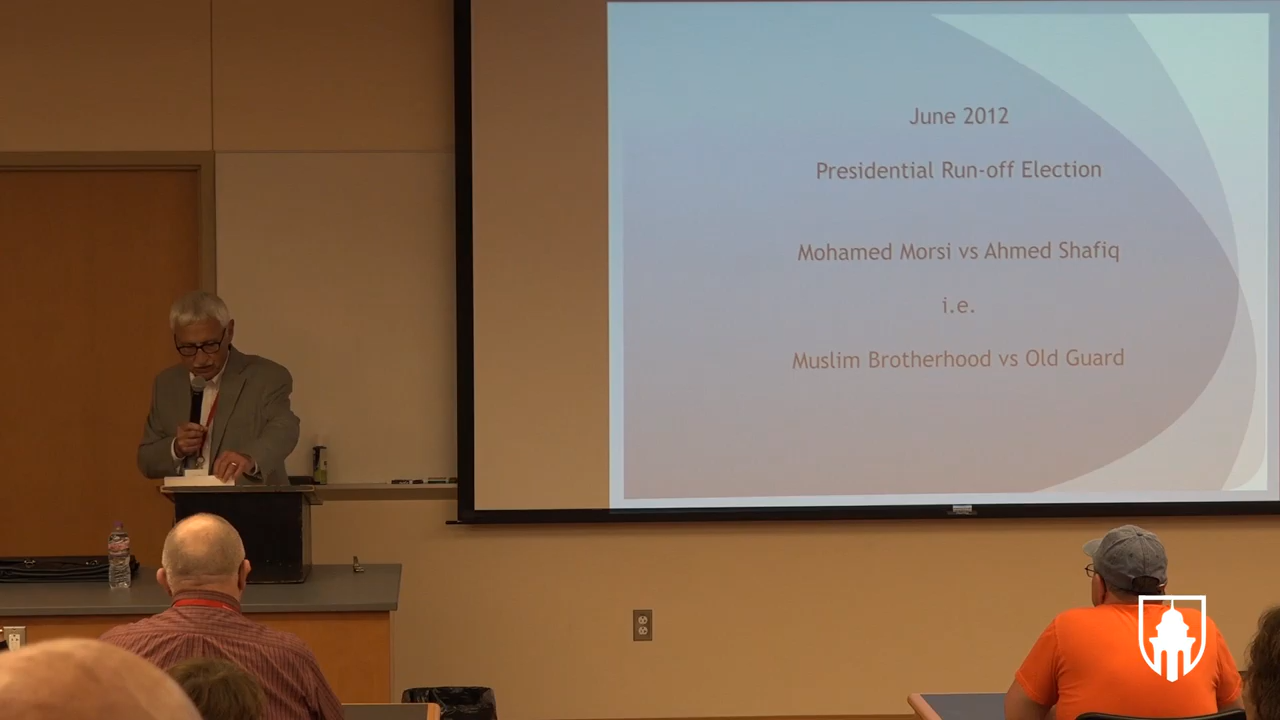 June 2012
Presidential Run-off Election
Mohamed Morsi vs Ahmed Shafiq
i.e.
Muslim Brotherhood vs Old Guard